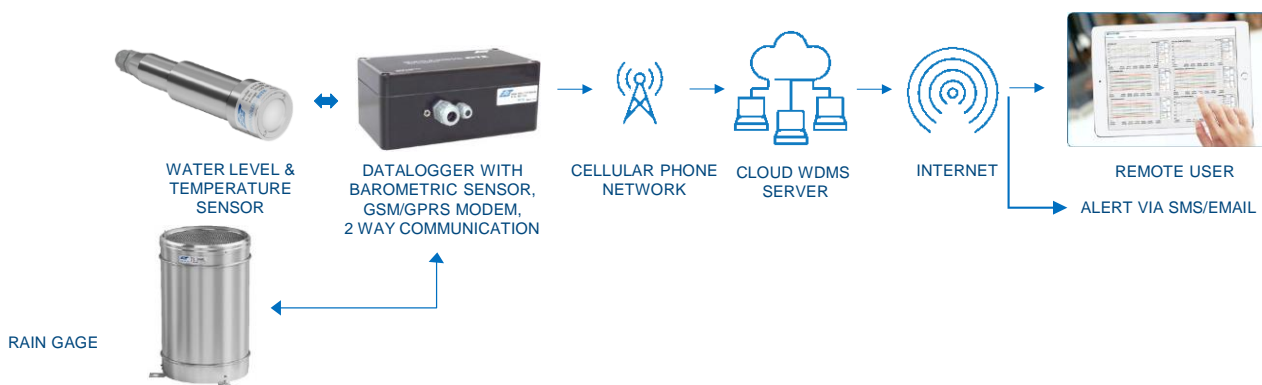 WATER LEVEL &
TEMPERATURE
SENSOR
DATALOGGER WITH
BAROMETRIC SENSOR,
GSM/GPRS MODEM,
2 WAY COMMUNICATION
CELLULAR PHONE
NETWORK
CLOUD WDMS
SERVER
INTERNET
REMOTE USER
ALERT VIA SMS/EMAIL
RAIN GAGE